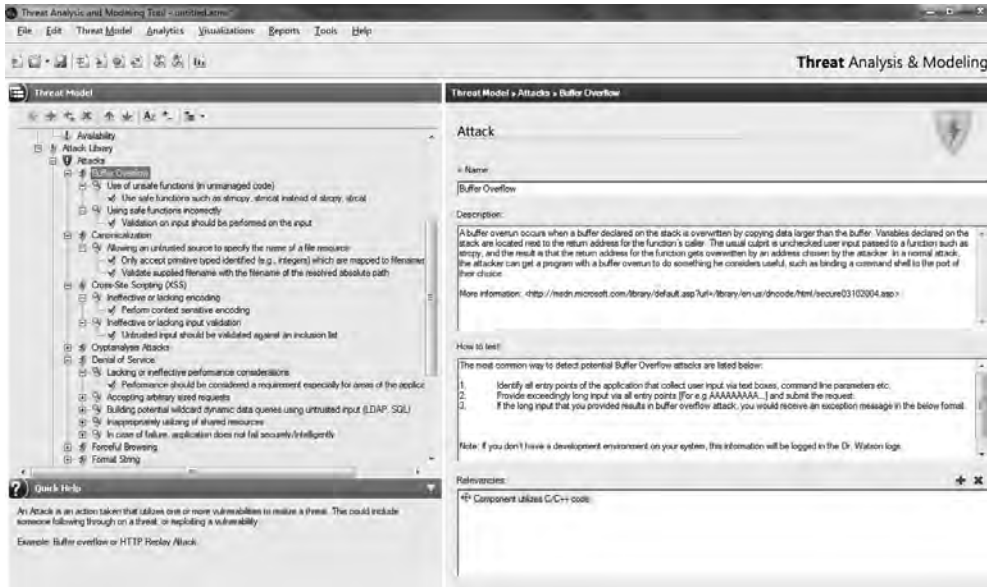 Threat Analysis and Modeling Tool - untitled.atmx*
File Edit Threat Model Analytics Visualizations Reports Tools Help
Threat Analysis & Modeling
Threat Model
Availability
Attack Library
Attacks
Buffer Overflow
Use of unsafe functions (in unmanaged code)
Use safe functions such as strncpy, strncat instead of strcpy, strcat
Using safe functions incorrectly
Validation on input should be performed on the input
Canonicalization
Allowing an untrusted source to specify the name of a file resource
Only accept primitive typed identified (e.g., integers) which are mapped to filenames
Validate supplied filename with the filename of the resolved absolute path
Cross-Site Scripting (XSS)
Ineffective or lacking encoding
Perform context sensitive encoding
Ineffective or lacking input validation
Untrusted input should be validated against an inclusion list
Cryptanalysis Attacks
Denial of Service
Lacking or ineffective performance considerations
Performance should be considered a requirement especially for areas of the applica
Accepting arbitrary sized requests
Building potential wildcard dynamic data queries using untrusted input (LDAP, SQL)
Inappropriately utilizing of shared resources
In case of failure, application does not fail securely/intelligently
Forceful Browsing
Format String
Quick Help
An Attack is an action taken that utilizes one or more vulnerabilities to realize a threat. This could include
someone following through on a threat, or exploiting a vulnerability.
Example: Buffer overflow or HTTP Replay Attack.
Threat Model » Attacks » Buffer Overflow
Attack
Name
Buffer Overflow
Description:
A buffer overrun occurs when a buffer declared on the stack is overwritten by copying data larger than the buffer. Variables declared on the
stack are located next to the return address for the function's caller. The usual culprit is unchecked user input passed to a function such as
strcpy, and the result is that the return address for the function gets overwritten by an address chosen by the attacker. In a normal attack,
the attacker can get a program with a buffer overrun to do something he considers useful, such as binding a command shell to the port of
their choice.
More information: <http://msdn.microsoft.com/library/default.asp?url=/library/en-us/dncode/html/secure03102004.asp>
How to test:
The most common way to detect potential Buffer Overflow attacks are listed below:
1. Identify all entry points of the application that collect user input via text boxes, command line parameters etc.
2. Provide exceedingly long input via all entry points [For e.g AAAAAAAAA...] and submit the request.
3. If the long input that you provided results in buffer overflow attack, you would receive an exception message in the below format
Note: If you don't have a development environment on your system, this information will be logged in the Dr. Watson logs.
Relevancies:
Component utilizes C/C++ code